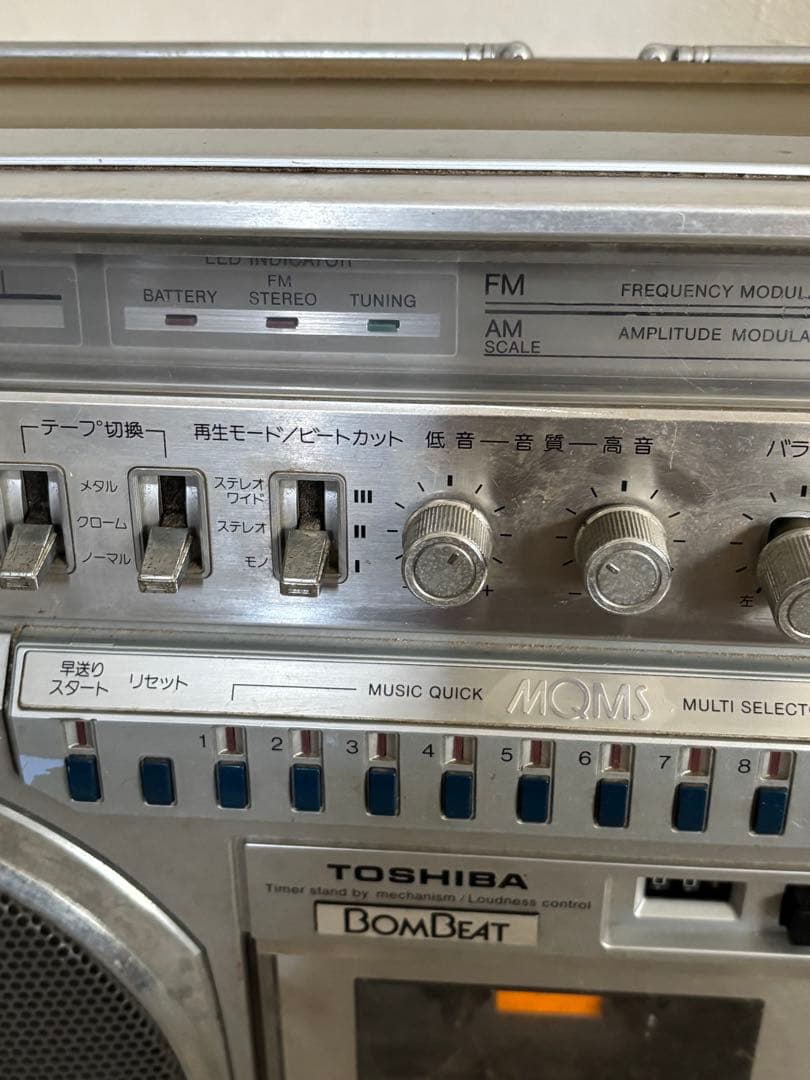 LED INDICATOR
BATTERY
FM
STEREO
TUNING
FM
FREQUENCY MODUL
AM
SCALE
AMPLITUDE MODULA
テープ切換
メタル
クローム
ノーマル
再生モード/ビートカット
ステレオ
ワイド
ステレオ
モノ
III
II
I
低音—音質—高音
+
−
バラ
左
早送り
スタート
リセット
MUSIC QUICK
MQMS
MULTI SELECTO
1 2 3 4 5 6 7 8
TOSHIBA
Timer stand by mechanism / Loudness control
BOMBEAT